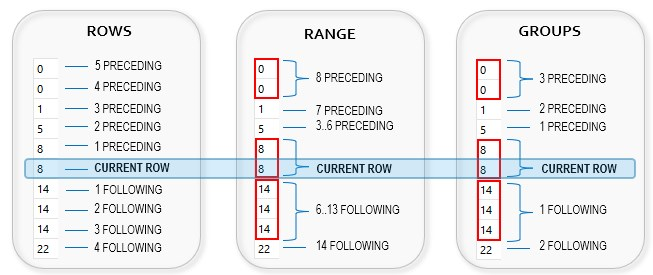 ROWS
0 5 PRECEDING
0 4 PRECEDING
1 3 PRECEDING
5 2 PRECEDING
8 1 PRECEDING
8 CURRENT ROW
14 1 FOLLOWING
14 2 FOLLOWING
14 3 FOLLOWING
22 4 FOLLOWING
RANGE
0
8 PRECEDING
0
1 7 PRECEDING
5 3..6 PRECEDING
8
8 CURRENT ROW
14
14 6..13 FOLLOWING
14
22 14 FOLLOWING
GROUPS
0
3 PRECEDING
0
1 2 PRECEDING
5 1 PRECEDING
8
8 CURRENT ROW
14
14 1 FOLLOWING
14
22 2 FOLLOWING